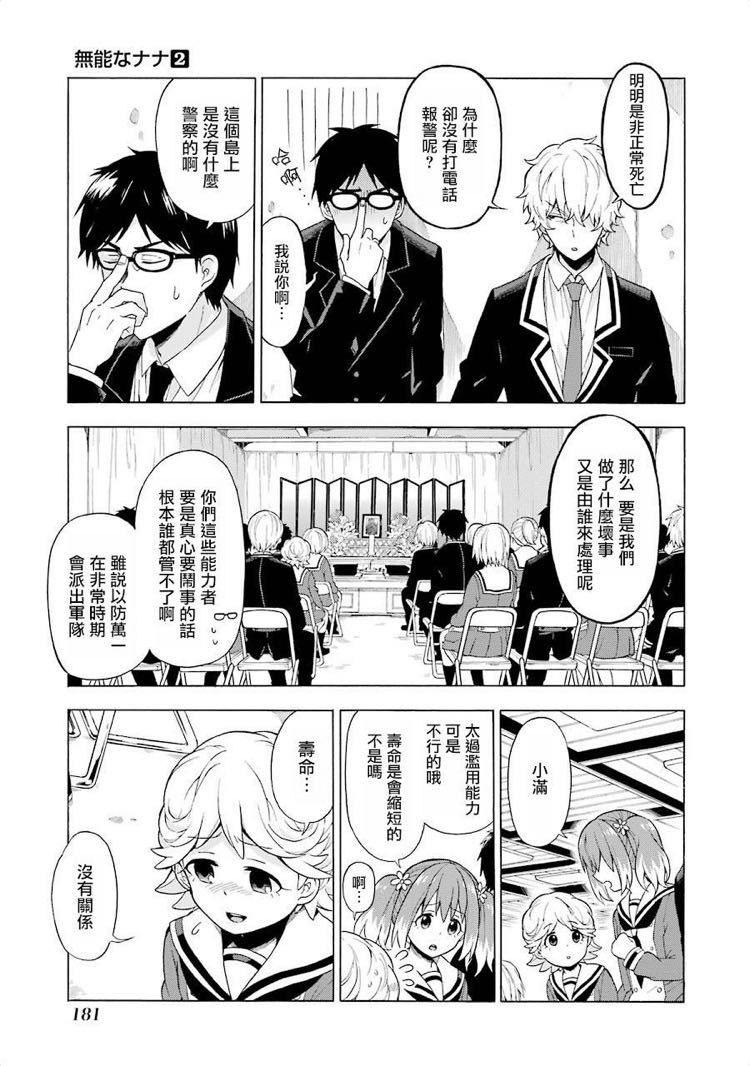 無能なナナ2
明明是非正常死亡
為什麼
卻沒有打電話
報警呢?
哈啊…
我説你啊…
這個島上
是沒有什麼
警察的啊
那么 要是我們
做了什麼壞事
又是由誰來處理呢
你們這些能力者
要是真心要鬧事的話
根本誰都管不了啊
雖説以防萬一
在非常時期
會派出軍隊
小滿
太過濫用能力
可是
不行的哦
壽命是會縮短的
不是嗎
啊…
壽命…
沒有關係
181